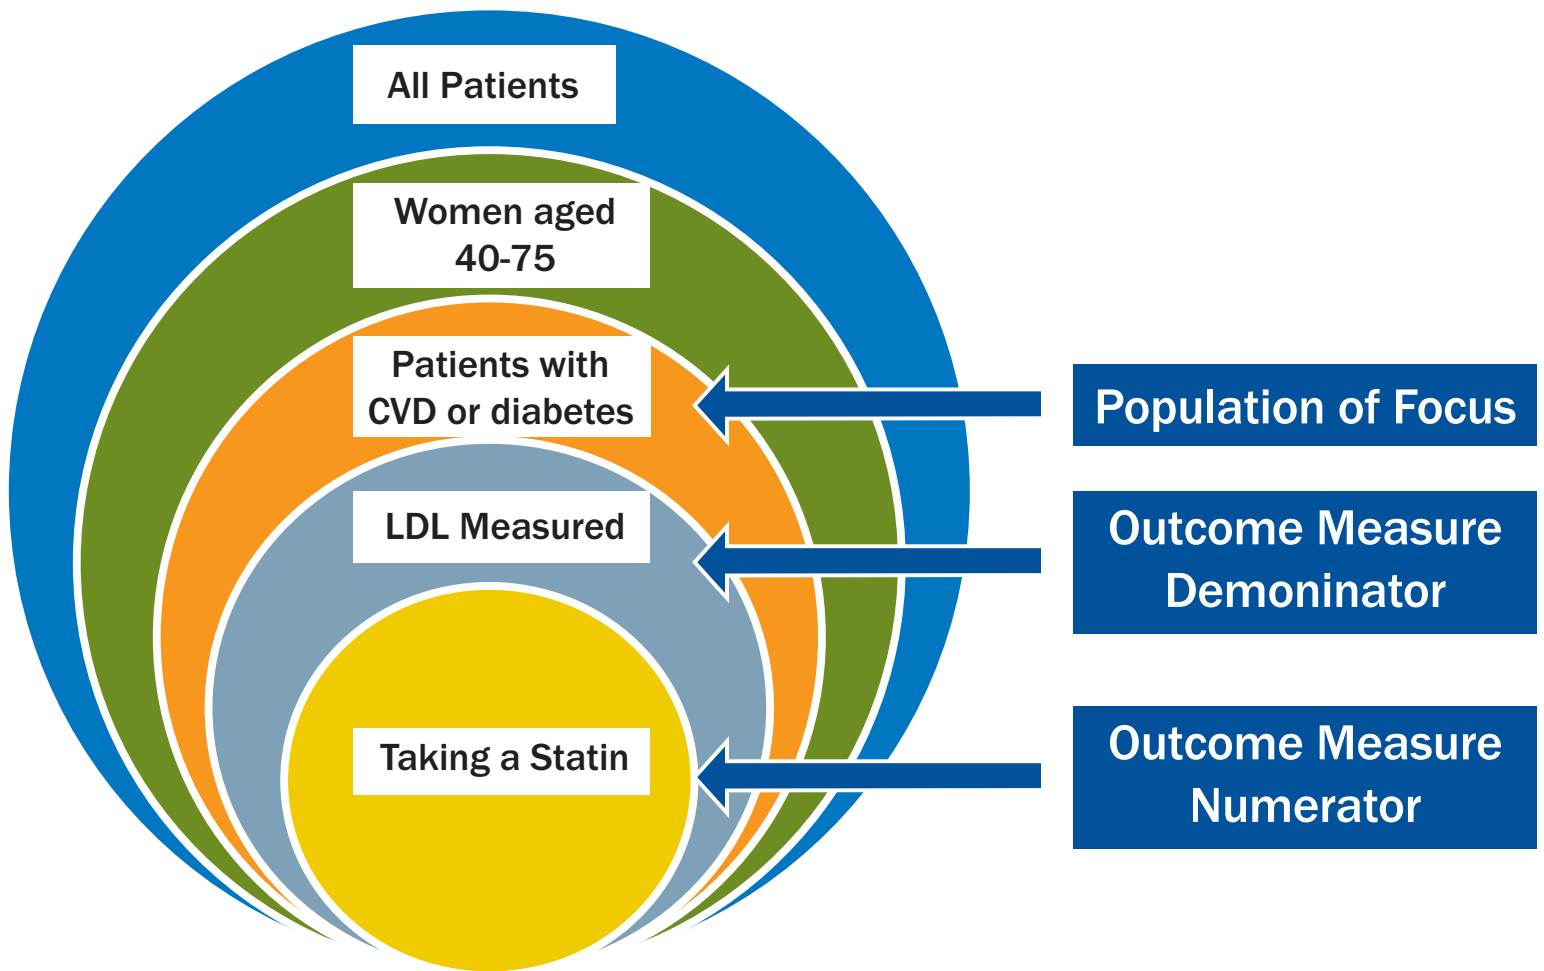 All Patients
Women aged
40-75
Patients with
CVD or diabetes
Population of Focus
LDL Measured
Outcome Measure
Demoninator
Taking a Statin
Outcome Measure
Numerator